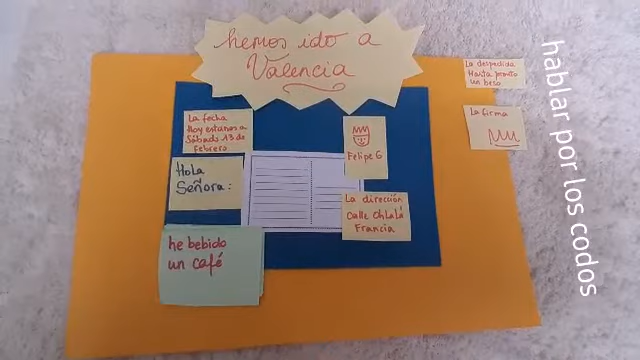 hemos ido a
Valencia
La fecha
Hoy estamos a
Sábado 13 de
febrero
Hola
Señora:
he bebido
un café
Felipe 6
La dirección
Calle Ohlalá
Francia
La despedida
Hasta pronto
un beso
La firma
hablar por los codos